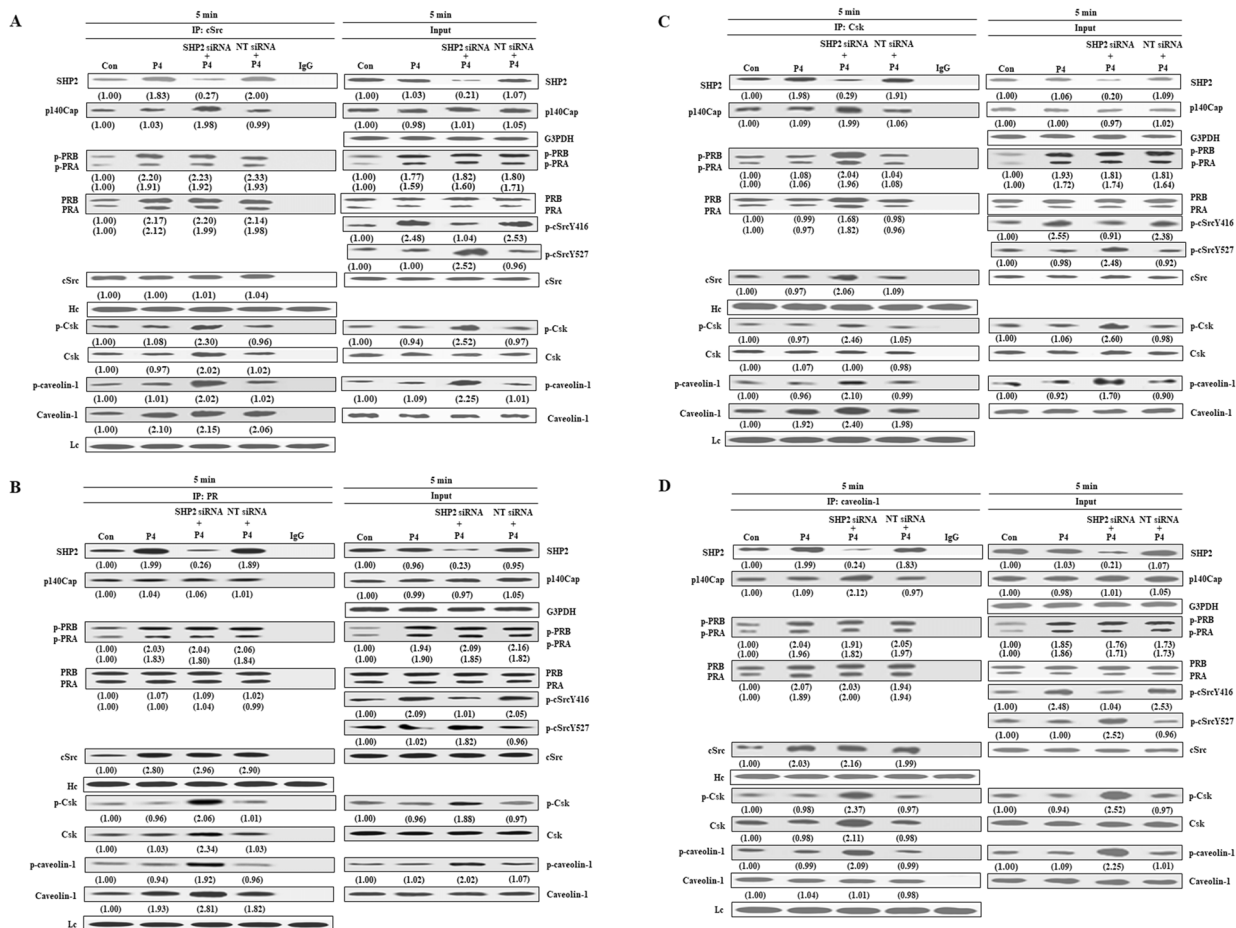 A
5 min
IP: cSrc
Con P4 SHP2 siRNA + P4 NT siRNA + P4 IgG
SHP2
(1.00) (1.83) (0.27) (2.00)
p140Cap
(1.00) (1.03) (1.98) (0.99)
p-PRB
p-PRA
(1.00) (2.20) (2.23) (2.33)
(1.00) (1.91) (1.92) (1.93)
PRB
PRA
(1.00) (2.17) (2.20) (2.14)
(1.00) (2.12) (1.99) (1.98)
cSrc
(1.00) (1.00) (1.01) (1.04)
Hc
p-Csk
(1.00) (1.08) (2.30) (0.96)
Csk
(1.00) (0.97) (2.02) (1.02)
p-caveolin-1
(1.00) (1.01) (2.02) (1.02)
Caveolin-1
(1.00) (2.10) (2.15) (2.06)
Lc
5 min
Input
Con P4 SHP2 siRNA + P4 NT siRNA + P4
SHP2
(1.00) (1.03) (0.21) (1.07)
p140Cap
(1.00) (0.98) (1.01) (1.05)
G3PDH
p-PRB
p-PRA
(1.00) (1.77) (1.82) (1.80)
(1.00) (1.59) (1.60) (1.71)
PRB
PRA
p-cSrcY416
(1.00) (2.48) (1.04) (2.53)
p-cSrcY527
(1.00) (1.00) (2.52) (0.96)
cSrc
p-Csk
(1.00) (0.94) (2.52) (0.97)
Csk
p-caveolin-1
(1.00) (1.09) (2.25) (1.01)
Caveolin-1
C
5 min
IP: Csk
Con P4 SHP2 siRNA + P4 NT siRNA + P4 IgG
SHP2
(1.00) (1.98) (0.29) (1.91)
p140Cap
(1.00) (1.09) (1.99) (1.06)
p-PRB
p-PRA
(1.00) (1.08) (2.04) (1.04)
(1.00) (1.06) (1.96) (1.08)
PRB
PRA
(1.00) (0.99) (1.68) (0.98)
(1.00) (0.97) (1.82) (0.96)
cSrc
(1.00) (0.97) (2.06) (1.09)
Hc
p-Csk
(1.00) (0.97) (2.46) (1.05)
Csk
(1.00) (1.07) (1.00) (0.98)
p-caveolin-1
(1.00) (0.96) (2.10) (0.99)
Caveolin-1
(1.00) (1.92) (2.40) (1.98)
Lc
5 min
Input
Con P4 SHP2 siRNA + P4 NT siRNA + P4
SHP2
(1.00) (1.06) (0.20) (1.09)
p140Cap
(1.00) (1.00) (0.97) (1.02)
G3PDH
p-PRB
p-PRA
(1.00) (1.93) (1.81) (1.81)
(1.00) (1.72) (1.74) (1.64)
PRB
PRA
p-cSrcY416
(1.00) (2.55) (0.91) (2.38)
p-cSrcY527
(1.00) (0.98) (2.48) (0.92)
cSrc
p-Csk
(1.00) (1.06) (2.60) (0.98)
Csk
p-caveolin-1
(1.00) (0.92) (1.70) (0.90)
Caveolin-1
B
5 min
IP: PR
Con P4 SHP2 siRNA + P4 NT siRNA + P4 IgG
SHP2
(1.00) (1.99) (0.26) (1.89)
p140Cap
(1.00) (1.04) (1.06) (1.01)
p-PRB
p-PRA
(1.00) (2.03) (2.04) (2.06)
(1.00) (1.83) (1.80) (1.84)
PRB
PRA
(1.00) (1.07) (1.09) (1.02)
(1.00) (1.00) (1.04) (0.99)
cSrc
(1.00) (2.80) (2.96) (2.90)
Hc
p-Csk
(1.00) (0.96) (2.06) (1.01)
Csk
(1.00) (1.03) (2.34) (1.03)
p-caveolin-1
(1.00) (0.94) (1.92) (0.96)
Caveolin-1
(1.00) (1.93) (2.81) (1.82)
Lc
5 min
Input
Con P4 SHP2 siRNA + P4 NT siRNA + P4
SHP2
(1.00) (0.96) (0.23) (0.95)
p140Cap
(1.00) (0.99) (0.97) (1.05)
G3PDH
p-PRB
p-PRA
(1.00) (1.94) (2.09) (2.16)
(1.00) (1.90) (1.85) (1.82)
PRB
PRA
p-cSrcY416
(1.00) (2.09) (1.01) (2.05)
p-cSrcY527
(1.00) (1.02) (1.82) (0.96)
cSrc
p-Csk
(1.00) (0.96) (1.88) (0.97)
Csk
p-caveolin-1
(1.00) (1.02) (2.02) (1.07)
Caveolin-1
D
5 min
IP: caveolin-1
Con P4 SHP2 siRNA + P4 NT siRNA + P4 IgG
SHP2
(1.00) (1.99) (0.24) (1.83)
p140Cap
(1.00) (1.09) (2.12) (0.97)
p-PRB
p-PRA
(1.00) (2.04) (1.91) (2.05)
(1.00) (1.96) (1.82) (1.97)
PRB
PRA
(1.00) (2.07) (2.03) (1.94)
(1.00) (1.89) (2.00) (1.94)
cSrc
(1.00) (2.03) (2.16) (1.99)
Hc
p-Csk
(1.00) (0.98) (2.37) (0.97)
Csk
(1.00) (0.98) (2.11) (0.98)
p-caveolin-1
(1.00) (0.99) (2.09) (0.99)
Caveolin-1
(1.00) (1.04) (1.01) (0.98)
Lc
5 min
Input
Con P4 SHP2 siRNA + P4 NT siRNA + P4
SHP2
(1.00) (1.03) (0.21) (1.07)
p140Cap
(1.00) (0.98) (1.01) (1.05)
G3PDH
p-PRB
p-PRA
(1.00) (1.85) (1.76) (1.73)
(1.00) (1.86) (1.71) (1.73)
PRB
PRA
p-cSrcY416
(1.00) (2.48) (1.04) (2.53)
p-cSrcY527
(1.00) (1.00) (2.52) (0.96)
cSrc
p-Csk
(1.00) (0.94) (2.52) (0.97)
Csk
p-caveolin-1
(1.00) (1.09) (2.25) (1.01)
Caveolin-1